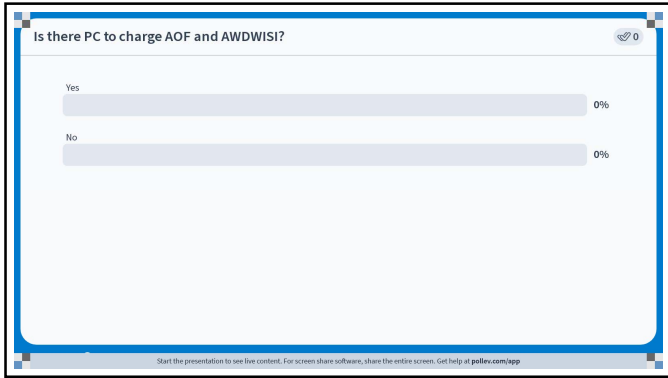 Is there PC to charge AOF and AWDWISI?
0
Yes
0%
No
0%
Start the presentation to see live content. For screen share software, share the entire screen. Get help at pollev.com/app